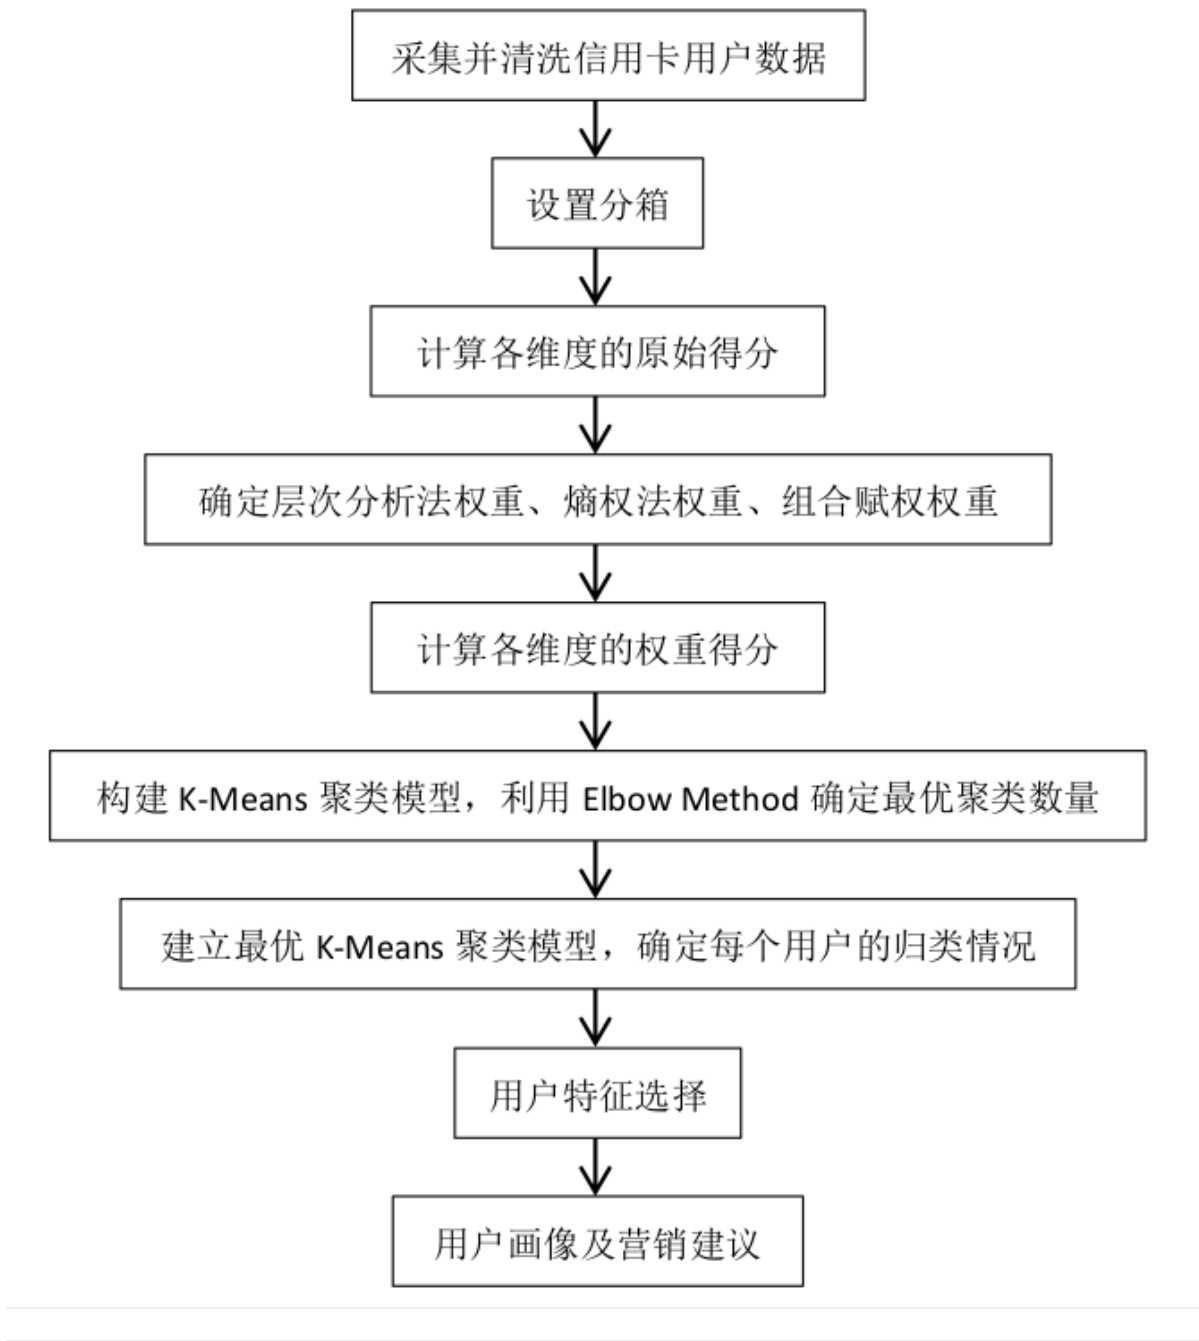 采集并清洗信用卡用户数据
设置分箱
计算各维度的原始得分
确定层次分析法权重、熵权法权重、组合赋权权重
计算各维度的权重得分
构建 K-Means 聚类模型，利用 Elbow Method 确定最优聚类数量
建立最优 K-Means 聚类模型，确定每个用户的归类情况
用户特征选择
用户画像及营销建议